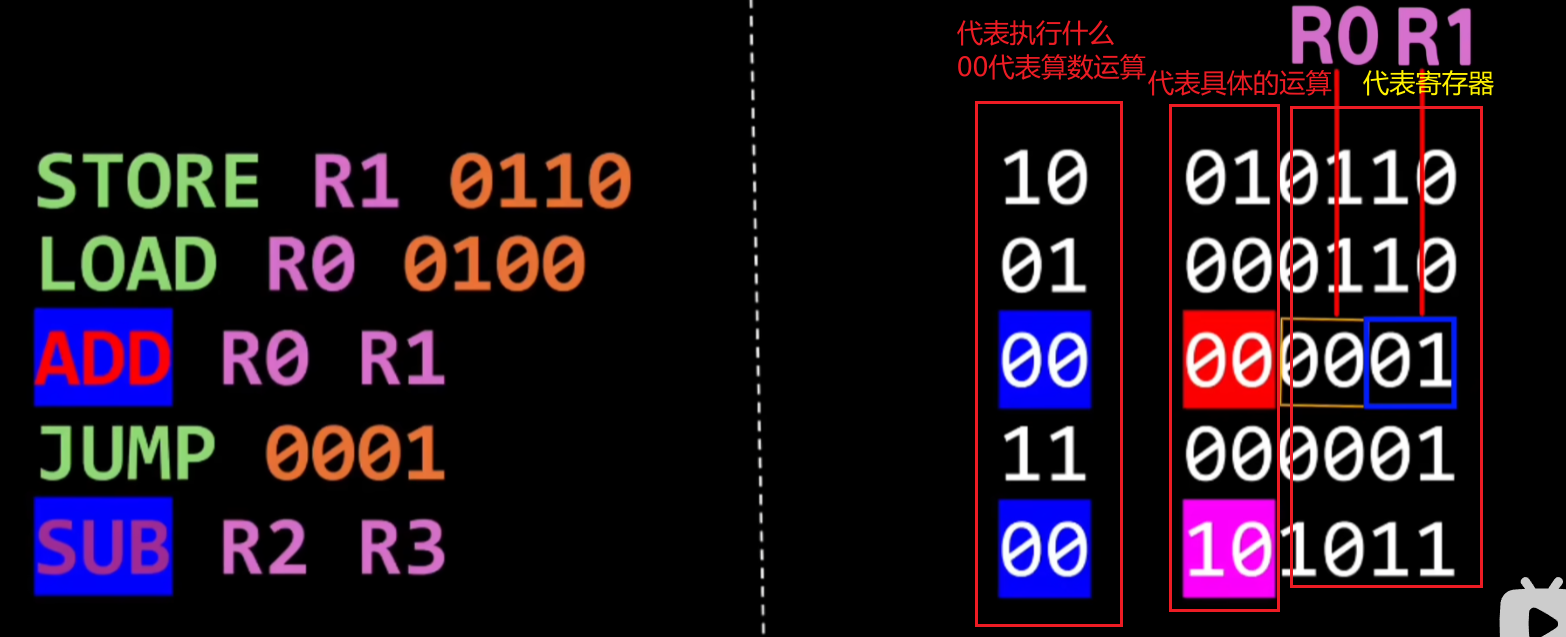 代表执行什么
00代表算数运算
代表具体的运算
R0 R1
代表寄存器
STORE R1 0110
10 010110
LOAD R0 0100
01 000110
ADD R0 R1
00 000001
JUMP 0001
11 000001
SUB R2 R3
00 101011